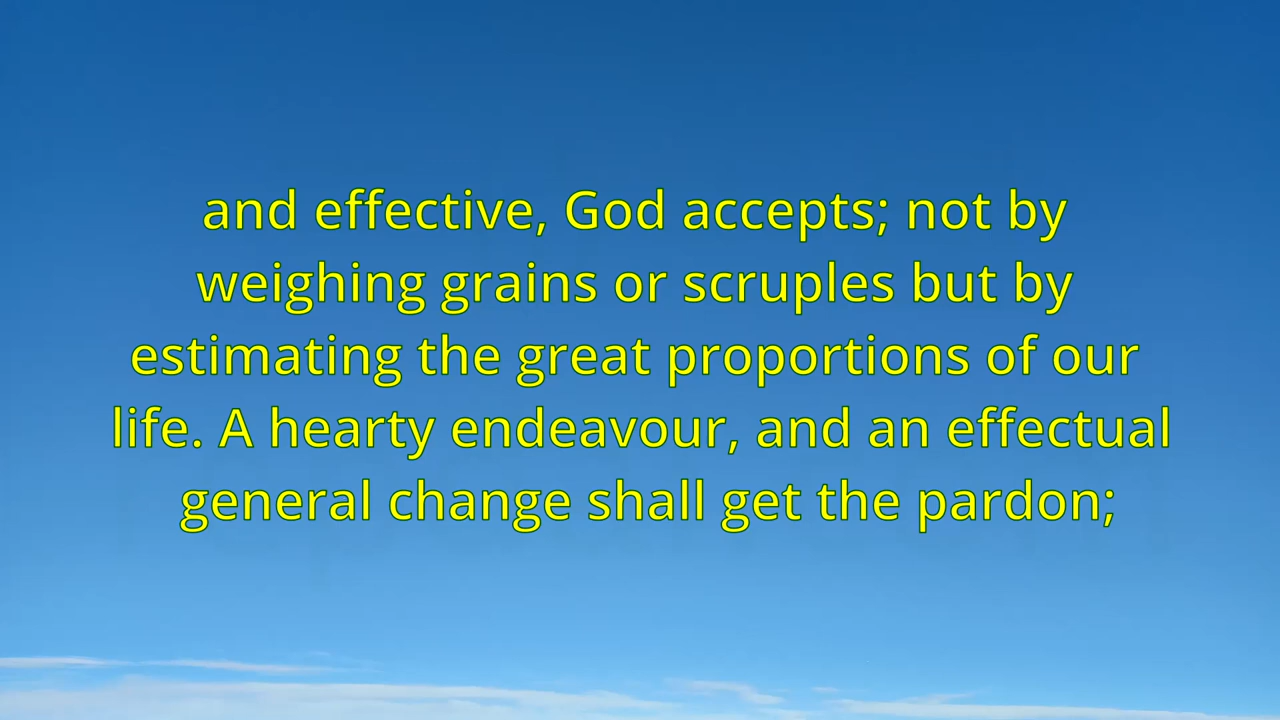 and effective, God accepts; not by
weighing grains or scruples but by
estimating the great proportions of our
life. A hearty endeavour, and an effectual
general change shall get the pardon;